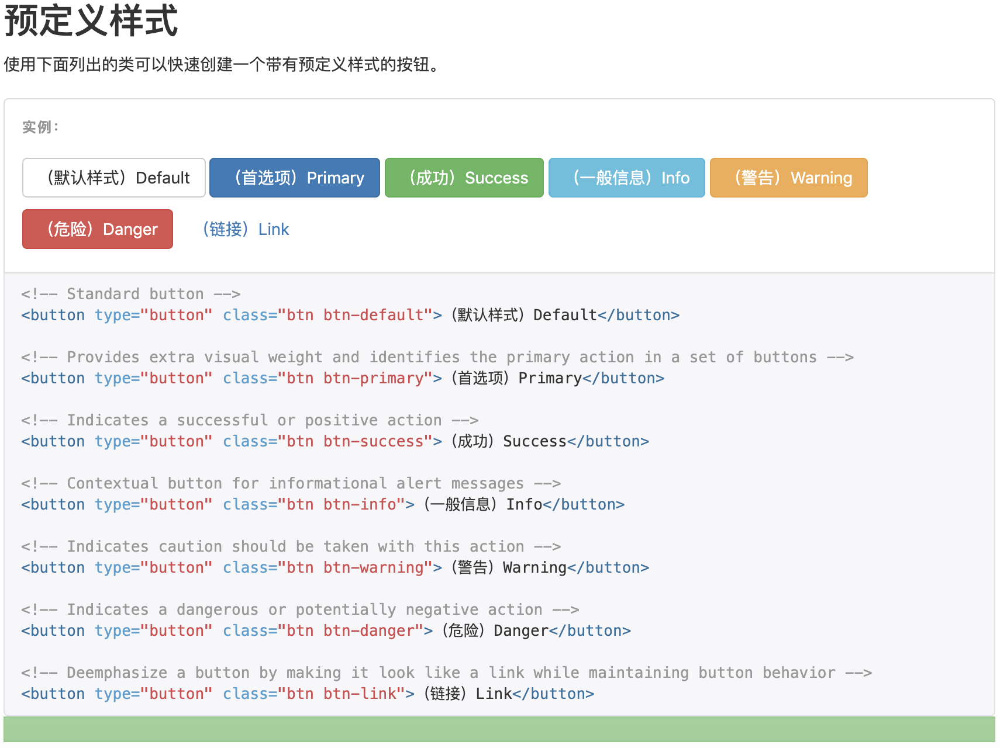 预定义样式
使用下面列出的类可以快速创建一个带有预定义样式的按钮。
实例：
（默认样式）Default （首选项）Primary （成功）Success （一般信息）Info （警告）Warning
（危险）Danger （链接）Link
<!-- Standard button -->
<button type="button" class="btn btn-default">（默认样式）Default</button>
<!-- Provides extra visual weight and identifies the primary action in a set of buttons -->
<button type="button" class="btn btn-primary">（首选项）Primary</button>
<!-- Indicates a successful or positive action -->
<button type="button" class="btn btn-success">（成功）Success</button>
<!-- Contextual button for informational alert messages -->
<button type="button" class="btn btn-info">（一般信息）Info</button>
<!-- Indicates caution should be taken with this action -->
<button type="button" class="btn btn-warning">（警告）Warning</button>
<!-- Indicates a dangerous or potentially negative action -->
<button type="button" class="btn btn-danger">（危险）Danger</button>
<!-- Deemphasize a button by making it look like a link while maintaining button behavior -->
<button type="button" class="btn btn-link">（链接）Link</button>